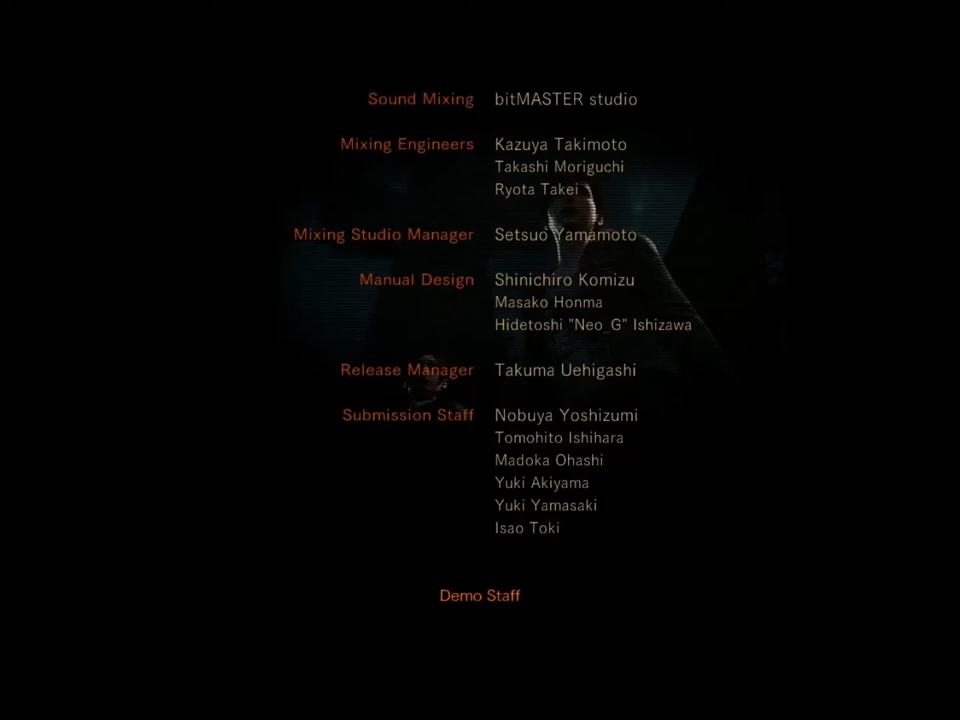 Sound Mixing bitMASTER studio
Mixing Engineers Kazuya Takimoto
Takashi Moriguchi
Ryota Takei
Mixing Studio Manager Setsuo Yamamoto
Manual Design Shinichiro Komizu
Masako Honma
Hidetoshi "Neo_G" Ishizawa
Release Manager Takuma Uehigashi
Submission Staff Nobuya Yoshizumi
Tomohito Ishihara
Madoka Ohashi
Yuki Akiyama
Yuki Yamasaki
Isao Toki
Demo Staff